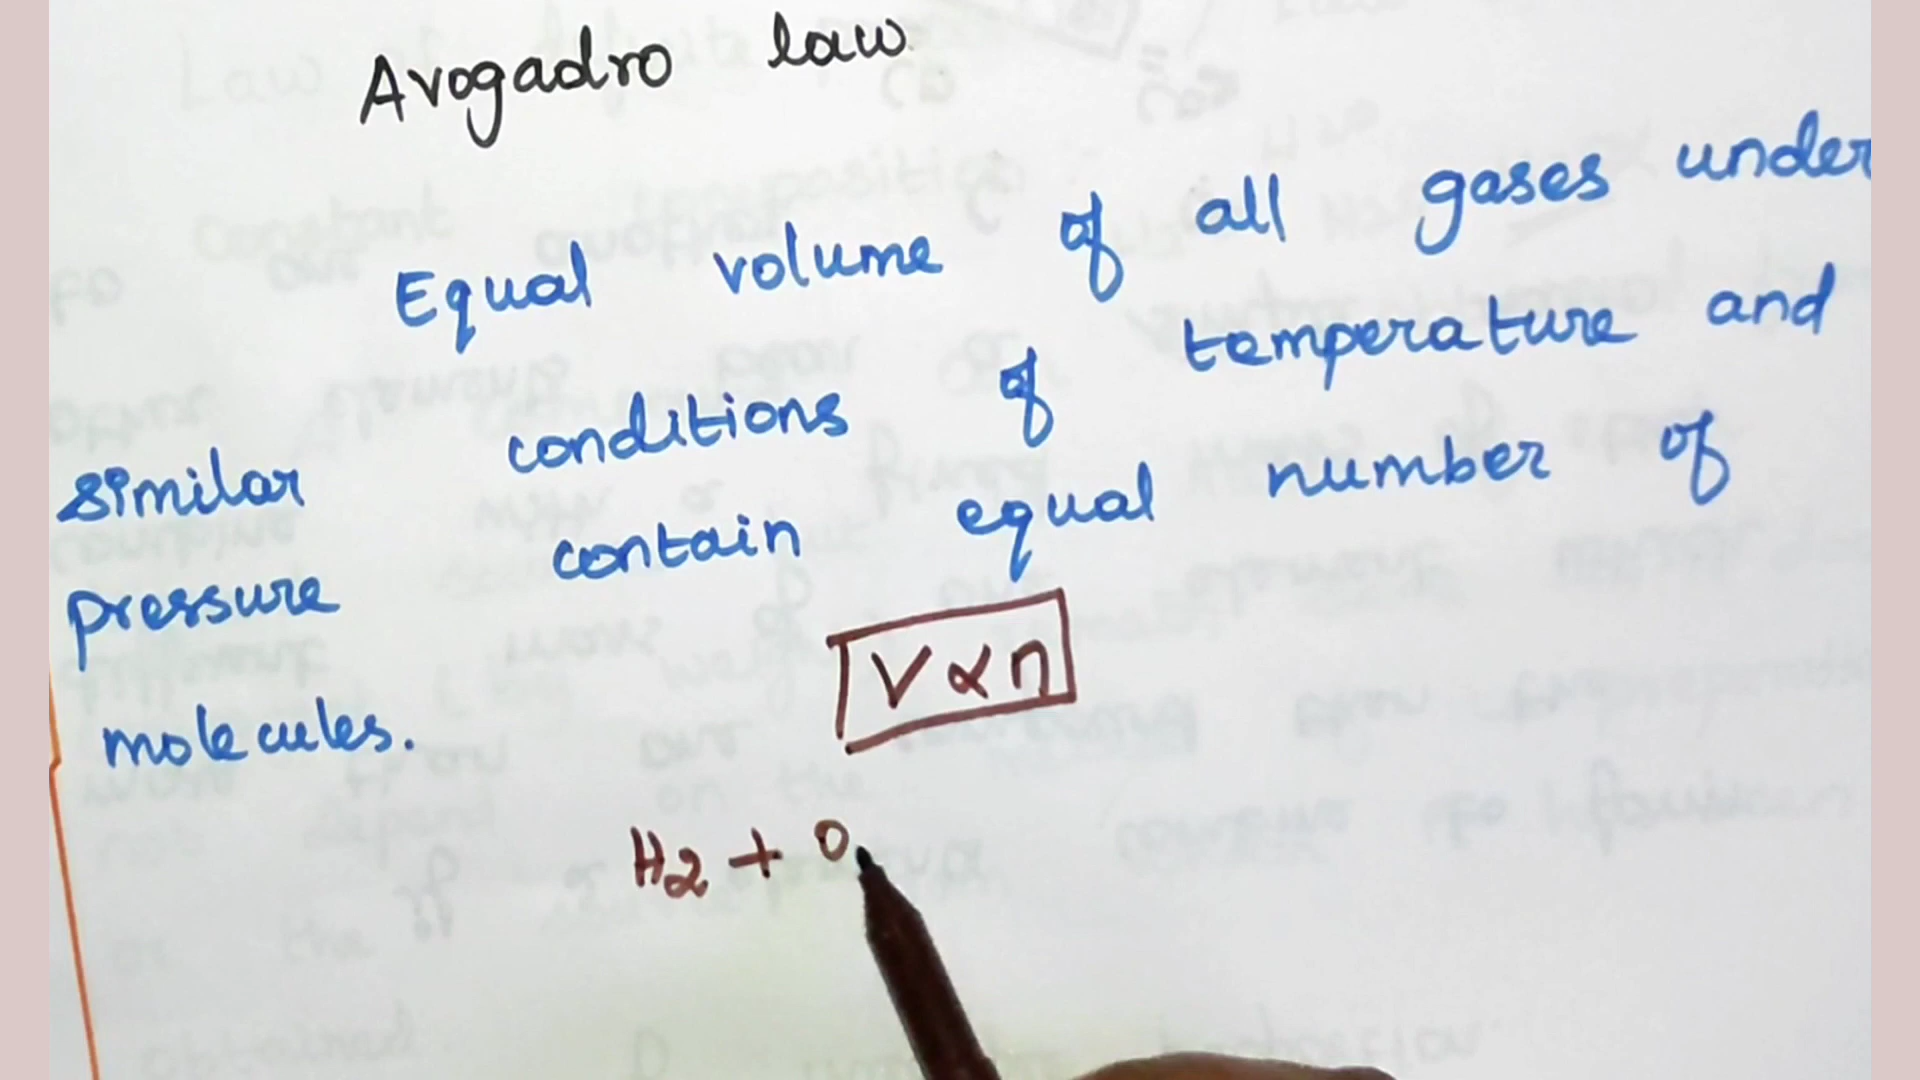 Avogadro law
Equal volume of all gases under
similar conditions of temperature and
pressure contain equal number of
molecules.
V ∝ n
H2 + O